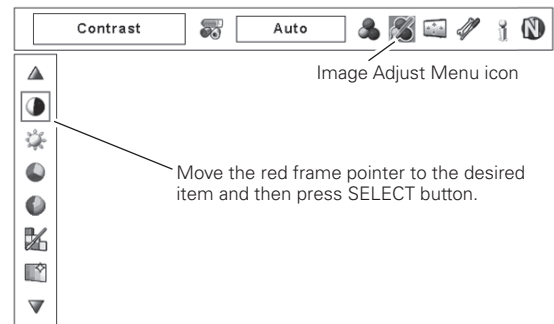 Contrast
Auto
N
Image Adjust Menu icon
Move the red frame pointer to the desired
item and then press SELECT button.